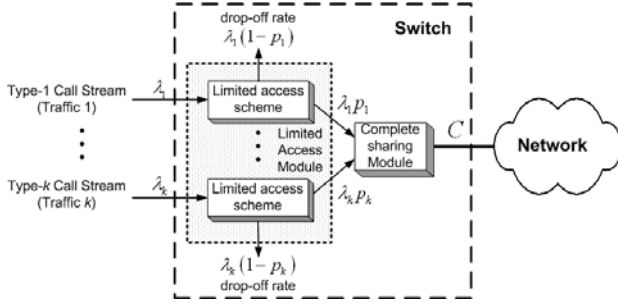 drop-off rate
λ₁(1−p₁)
Switch
Type-1 Call Stream
(Traffic 1)
λ₁
Limited access
scheme
λ₁p₁
Limited
Access
Module
Complete
sharing
Module
C
Network
Type-k Call Stream
(Traffic k)
λₖ
Limited access
scheme
λₖpₖ
λₖ(1−pₖ)
drop-off rate